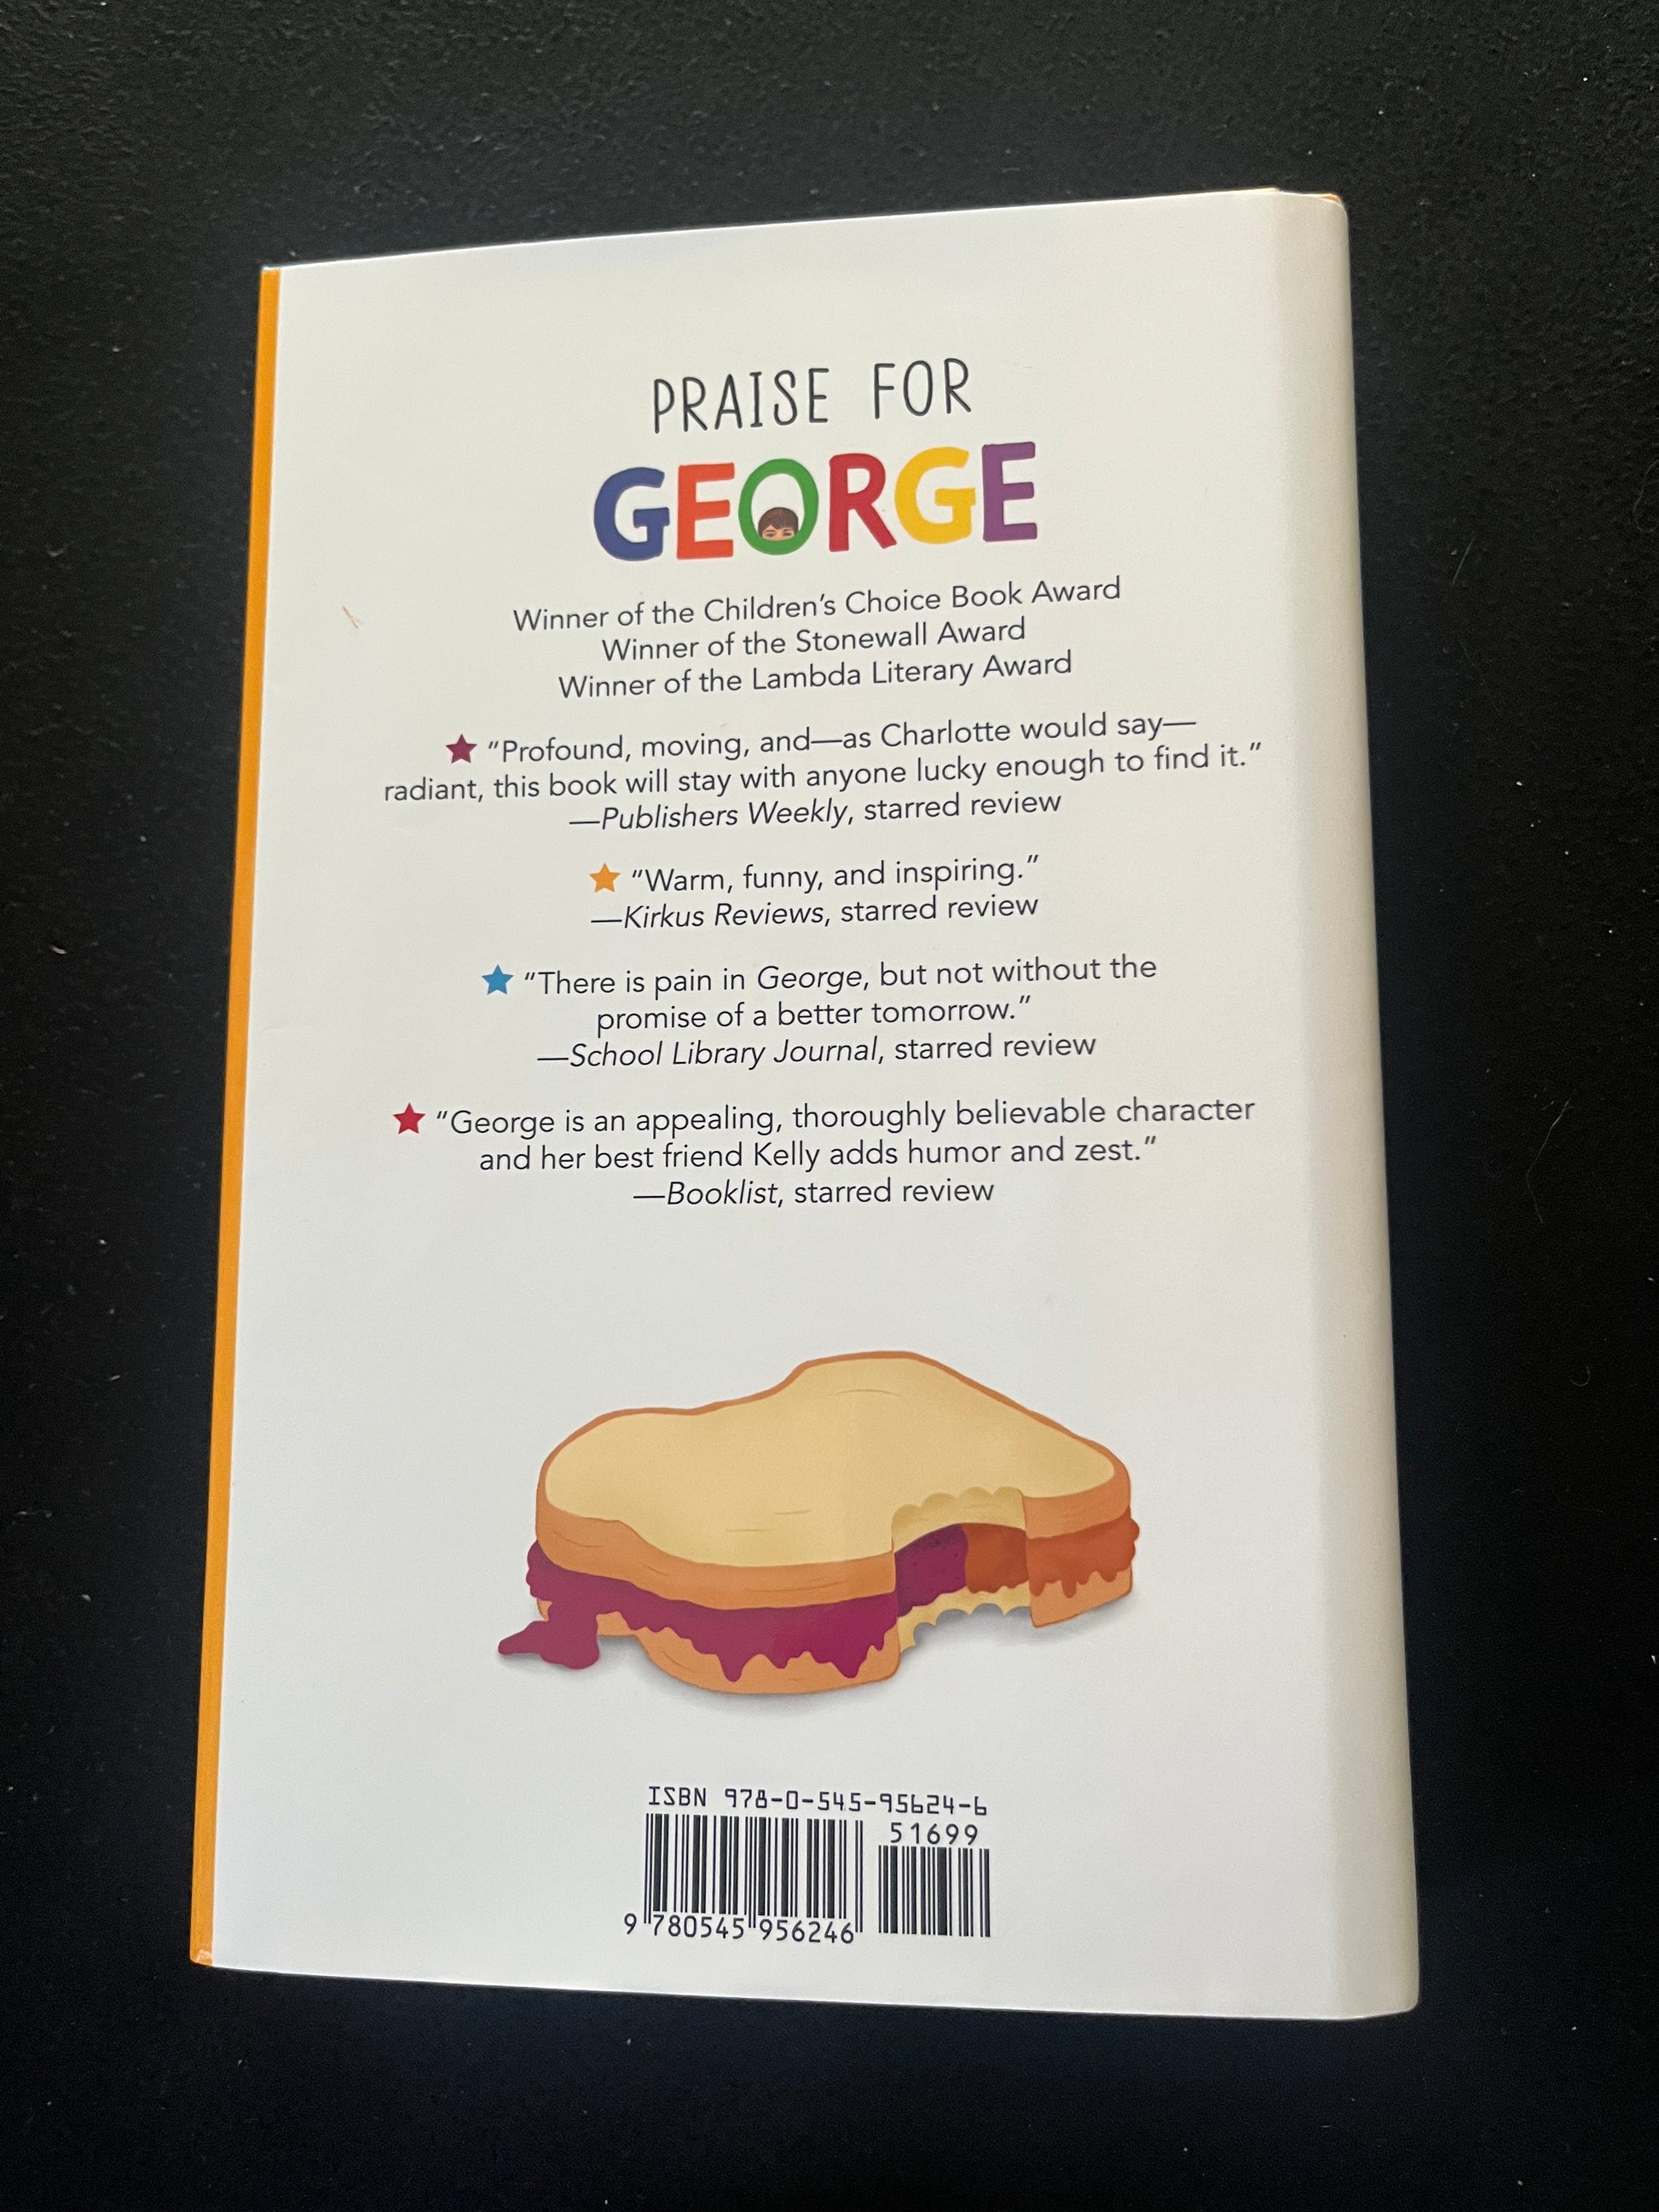 PRAISE FOR
GEORGE
Winner of the Children’s Choice Book Award
Winner of the Stonewall Award
Winner of the Lambda Literary Award
“Profound, moving, and—as Charlotte would say—
radiant, this book will stay with anyone lucky enough to find it.”
—Publishers Weekly, starred review
“Warm, funny, and inspiring.”
—Kirkus Reviews, starred review
“There is pain in George, but not without the
promise of a better tomorrow.”
—School Library Journal, starred review
“George is an appealing, thoroughly believable character
and her best friend Kelly adds humor and zest.”
—Booklist, starred review
ISBN 978-0-545-95624-6
51699
9 780545 956246